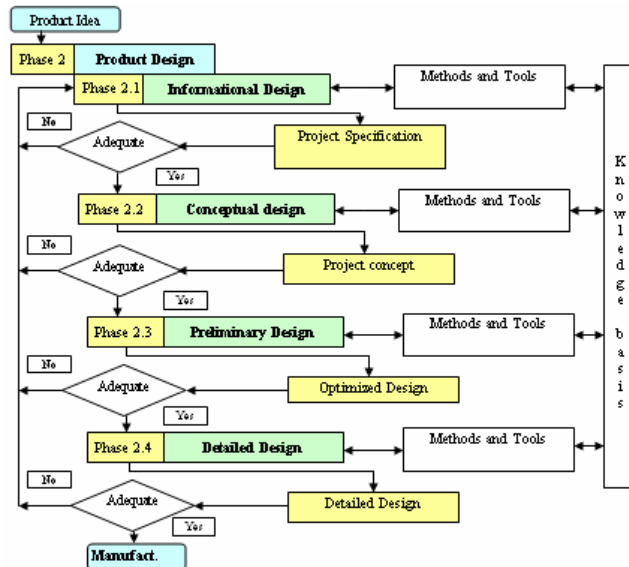 Product Idea
Phase 2 Product Design
Phase 2.1 Informational Design Methods and Tools
No
Adequate Project Specification
Yes
Phase 2.2 Conceptual design Methods and Tools
No
Adequate Project concept
Yes
Phase 2.3 Preliminary Design Methods and Tools
No
Adequate Optimized Design
Yes
Phase 2.4 Detailed Design Methods and Tools
No
Adequate Detailed Design
Yes
Manufact.
Knowledge basis